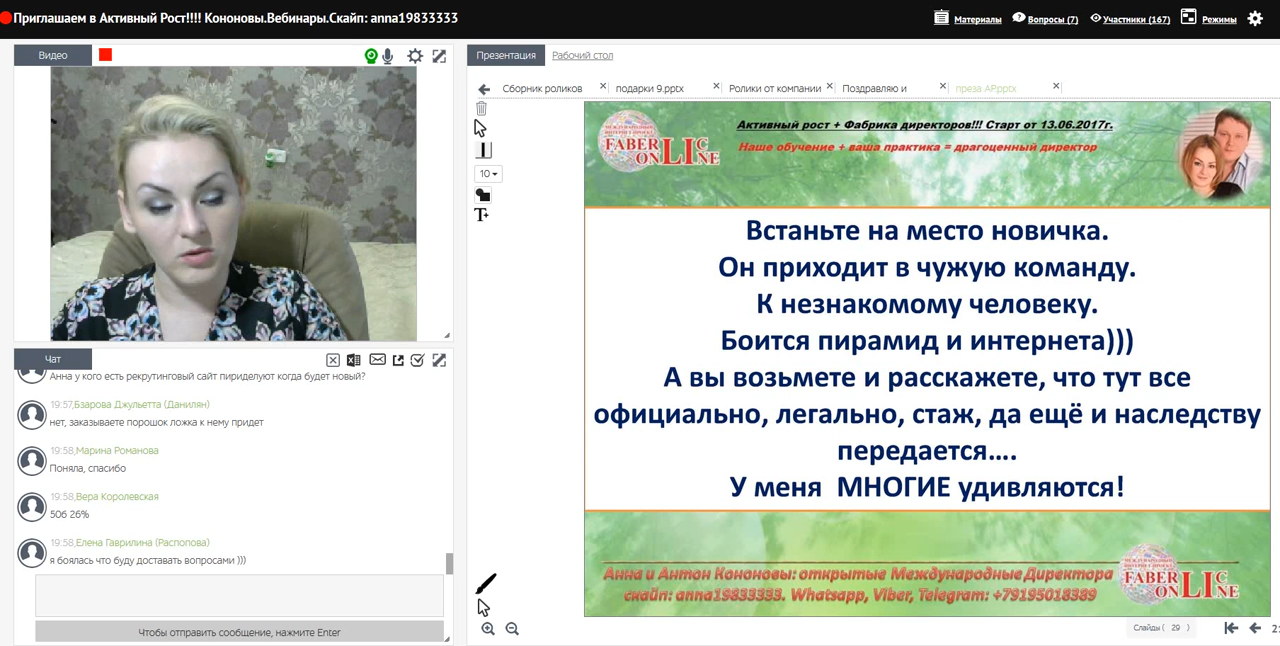 Приглашаем в Активный Рост!!!! Кононовы.Вебинары.Скайп: anna19833333
Материалы
Вопросы (7)
Участники (167)
Режимы
Видео
Презентация
Рабочий стол
Сборник роликов
подарки 9.pptx
Ролики от компании
Поздравляю и
преза АР.pptx
10
T+
МЕЖДУНАРОДНЫЙ
ИНТЕРНЕТ-ПРОЕКТ
FABERLIC
ONLINE
Активный рост + Фабрика директоров!!! Старт от 13.06.2017г.
Наше обучение + ваша практика = драгоценный директор
Встаньте на место новичка.
Он приходит в чужую команду.
К незнакомому человеку.
Боится пирамид и интернета)))
А вы возьмете и расскажете, что тут все
официально, легально, стаж, да ещё и наследству
передается....
У меня МНОГИЕ удивляются!
Анна и Антон Кононовы: открытые Международные Директора
скайп: anna19833333. Whatsapp, Viber, Telegram: +79195018389
FABERLIC
ONLINE
Слайды ( 29 )
Чат
Анна у кого есть рекрутинговый сайт пириделуют когда будет новый?
19:57,Бзарова Джульетта (Данилян)
нет, заказываете порошок ложка к нему придет
19:58,Марина Романова
Поняла, спасибо
19:58,Вера Королевская
506 26%
19:58,Елена Гаврилина (Распопова)
я боялась что буду доставать вопросами )))
Чтобы отправить сообщение, нажмите Enter